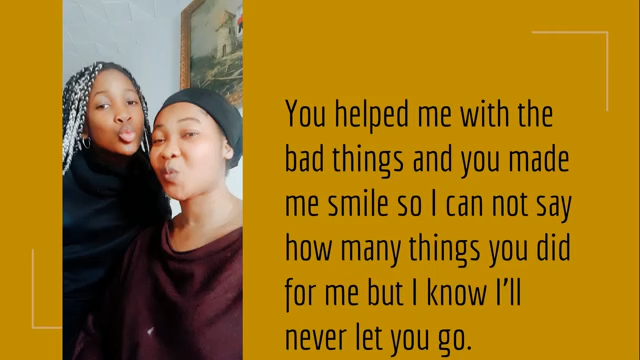 You helped me with the
bad things and you made
me smile so I can not say
how many things you did
for me but I know I'll
never let you go.